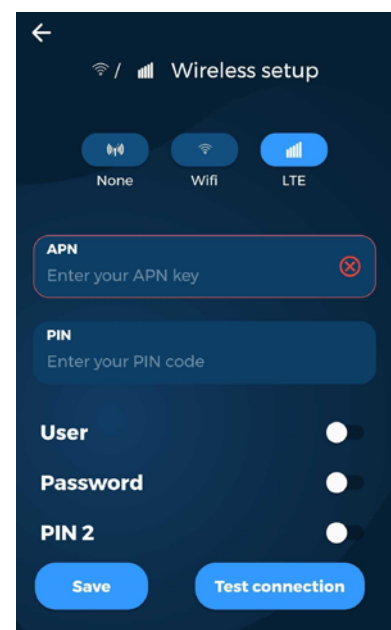 / Wireless setup
None Wifi LTE
APN
Enter your APN key
PIN
Enter your PIN code
User
Password
PIN 2
Save Test connection